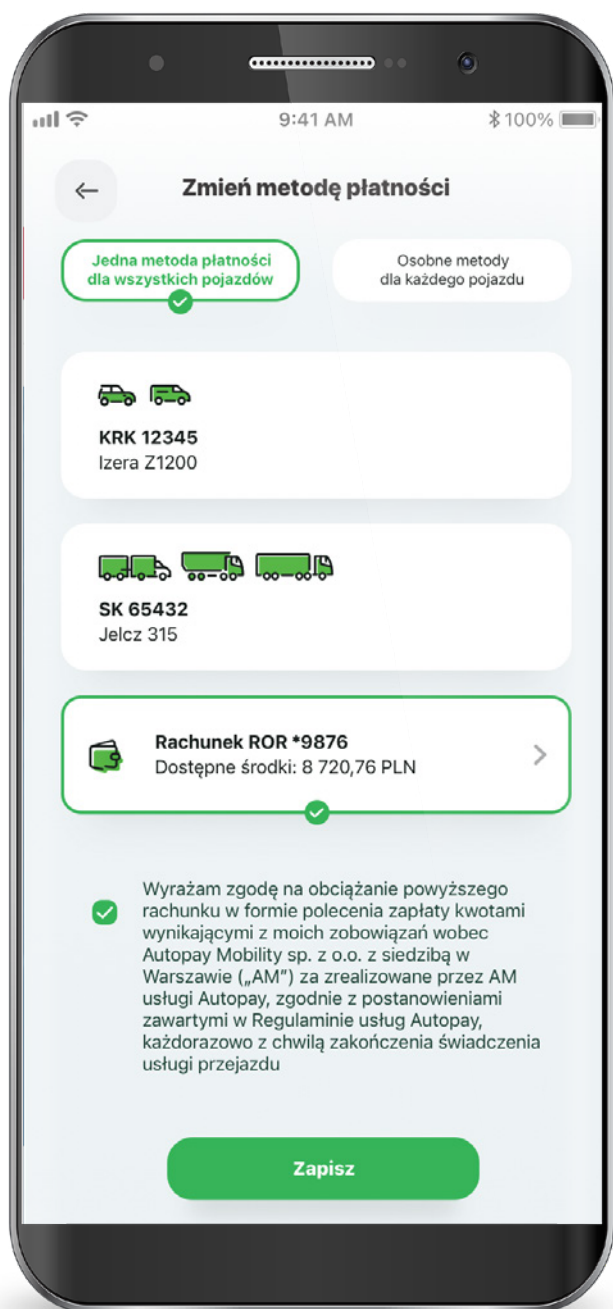 9:41 AM
100%
Zmień metodę płatności
Jedna metoda płatności
dla wszystkich pojazdów
Osobne metody
dla każdego pojazdu
KRK 12345
Izera Z1200
SK 65432
Jelcz 315
Rachunek ROR *9876
Dostępne środki: 8 720,76 PLN
Wyrażam zgodę na obciążanie powyższego
rachunku w formie polecenia zapłaty kwotami
wynikającymi z moich zobowiązań wobec
Autopay Mobility sp. z o.o. z siedzibą w
Warszawie („AM”) za zrealizowane przez AM
usługi Autopay, zgodnie z postanowieniami
zawartymi w Regulaminie usług Autopay,
każdorazowo z chwilą zakończenia świadczenia
usługi przejazdu
Zapisz